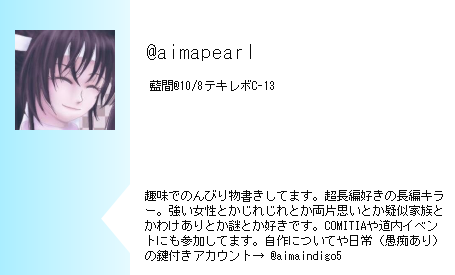 @aimapearl
藍間@10/8テキレボC-13
趣味でのんびり物書きしてます。超長編好きの長編キラ
ー。強い女性とかじれじれとか両片思いとか疑似家族と
かわけありとか謎とか好き。COMITIAや道内イベン
トにも参加してます。自作についてや日常（愚痴あり）
の鍵付きアカウント→ @aimaindigo5